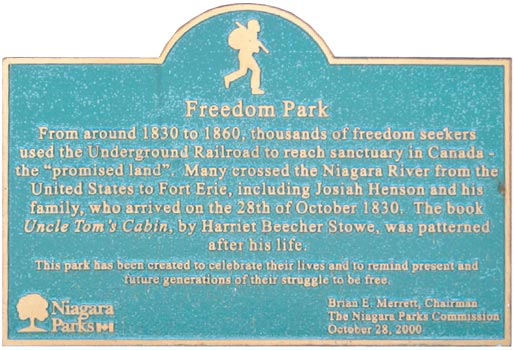 Freedom Park
From around 1830 to 1860, thousands of freedom seekers
used the Underground Railroad to reach sanctuary in Canada -
the "promised land". Many crossed the Niagara River from the
United States to Fort Erie, including Josiah Henson and his
family, who arrived on the 28th of October 1830. The book
Uncle Tom's Cabin, by Harriet Beecher Stowe, was patterned
after his life.
This park has been created to celebrate their lives and to remind present and
future generations of their struggle to be free.
Niagara
Parks
Brian E. Merrett, Chairman
The Niagara Parks Commission
October 28, 2000